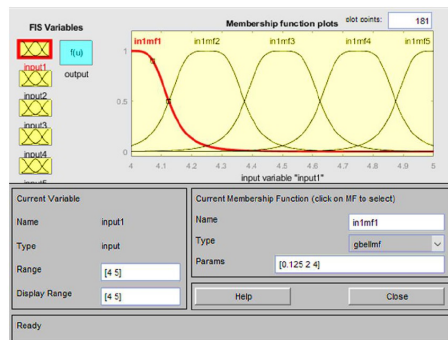 FIS Variables
Membership function plots
plot points:
181
f(u)
input1
output
input2
input3
input4
in1mf1
in1mf2
in1mf3
in1mf4
in1mf5
1
0.5
0
4
4.1
4.2
4.3
4.4
4.5
4.6
4.7
4.8
4.9
5
input variable "input1"
Current Variable
Name
input1
Type
input
Range
[4 5]
Display Range
[4 5]
Current Membership Function (click on MF to select)
Name
in1mf1
Type
gbellmf
Params
[0.125 2 4]
Help
Close
Ready